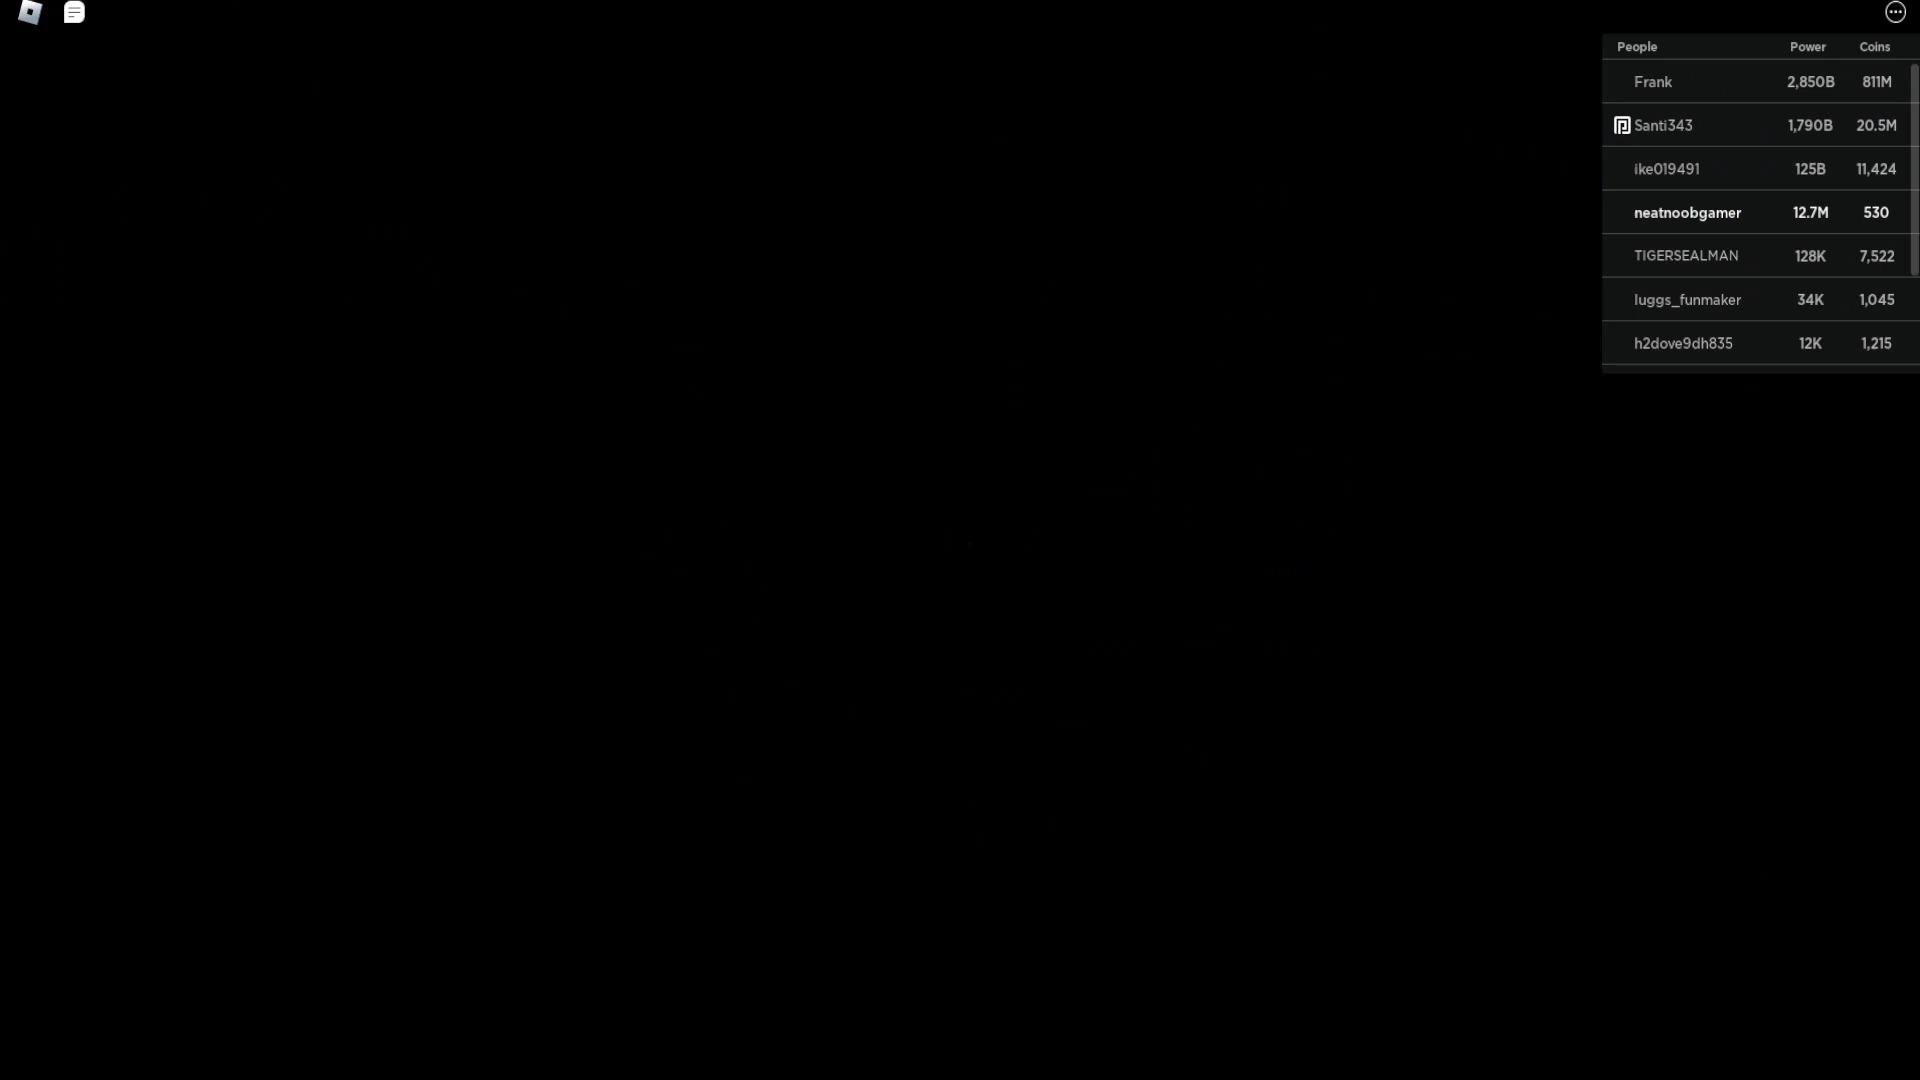 People Power Coins
Frank 2,850B 811M
Santi343 1,790B 20.5M
ike019491 125B 11,424
neatnoobgamer 12.7M 530
TIGERSEALMAN 128K 7,522
luggs_funmaker 34K 1,045
h2dove9dh835 12K 1,215